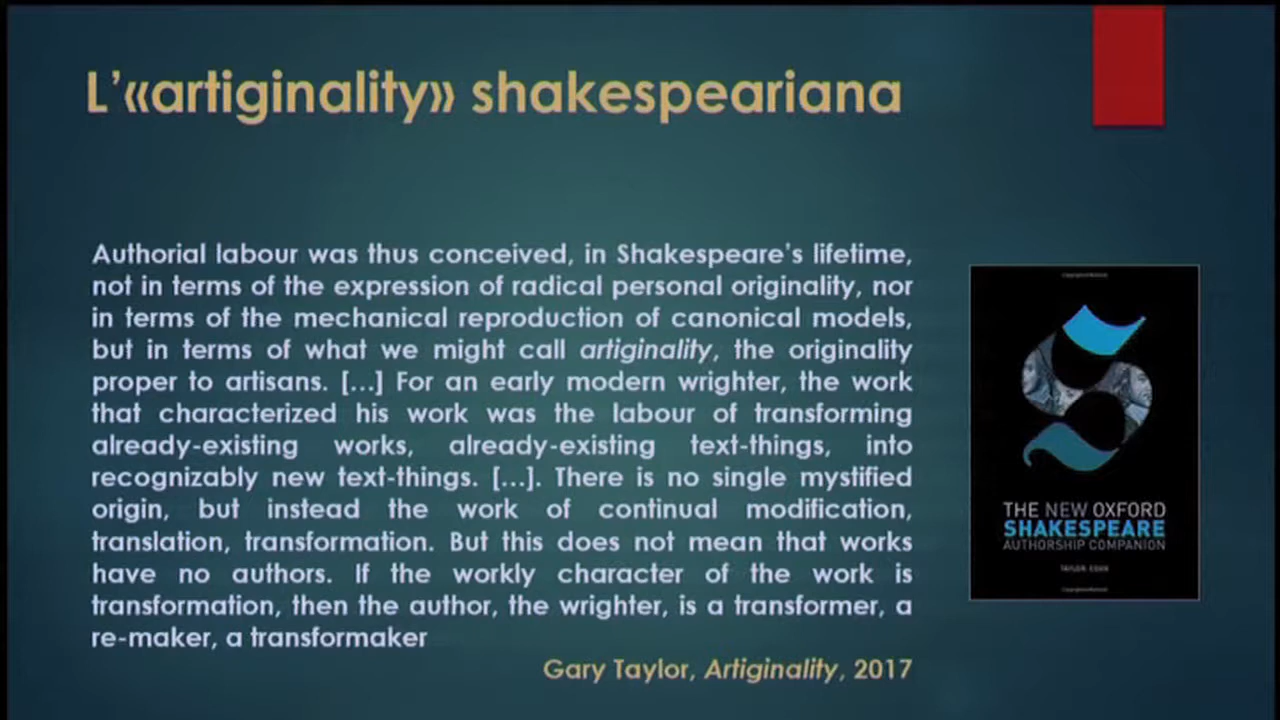 L'«artiginality» shakespeariana
Authorial labour was thus conceived, in Shakespeare's lifetime,
not in terms of the expression of radical personal originality, nor
in terms of the mechanical reproduction of canonical models,
but in terms of what we might call artiginality, the originality
proper to artisans. [...] For an early modern wrighter, the work
that characterized his work was the labour of transforming
already-existing works, already-existing text-things, into
recognizably new text-things. [...]. There is no single mystified
origin, but instead the work of continual modification,
translation, transformation. But this does not mean that works
have no authors. If the workly character of the work is
transformation, then the author, the wrighter, is a transformer, a
re-maker, a transformaker
Gary Taylor, Artiginality, 2017
THE NEW OXFORD
SHAKESPEARE
AUTHORSHIP COMPANION